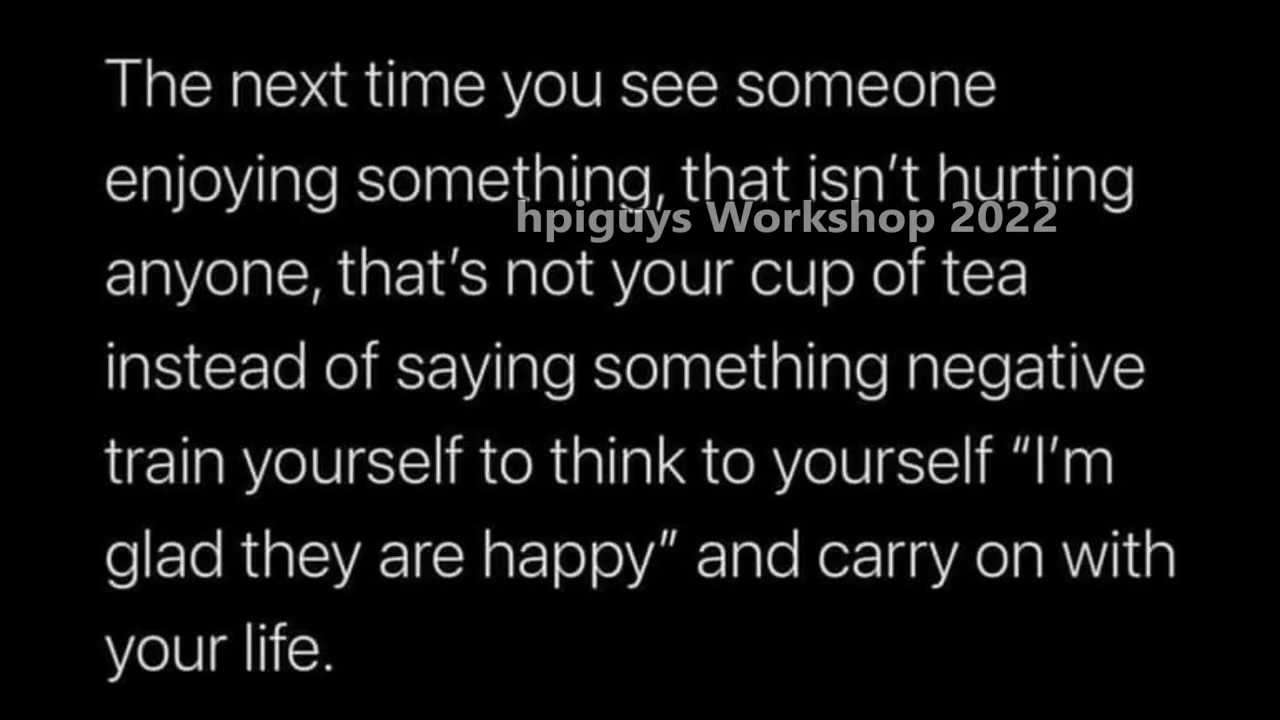 The next time you see someone
enjoying something, that isn’t hurting
hpiguys Workshop 2022
anyone, that’s not your cup of tea
instead of saying something negative
train yourself to think to yourself “I’m
glad they are happy” and carry on with
your life.